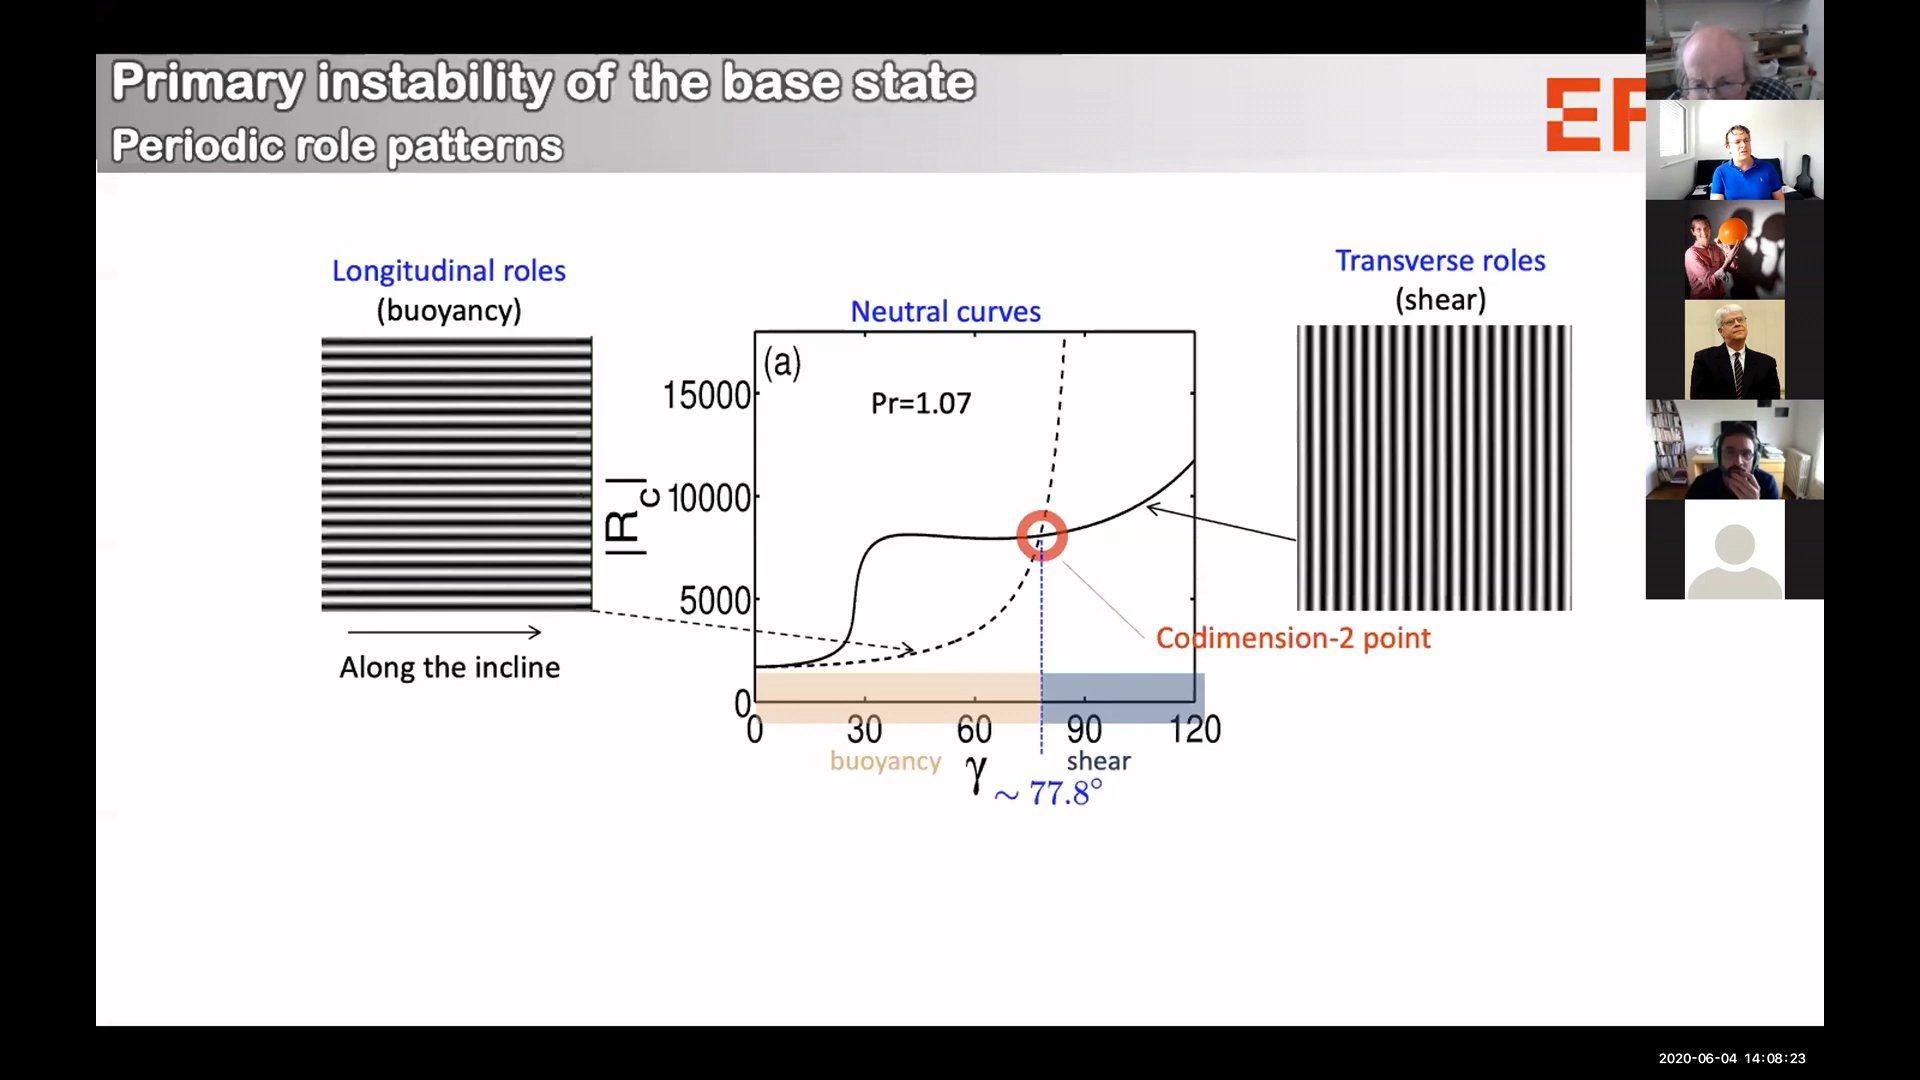 Primary instability of the base state
Periodic role patterns
EP
Longitudinal roles
(buoyancy)
Along the incline
Neutral curves
(a)
Pr=1.07
|R_c|
15000
10000
5000
0
0 30 60 90 120
buoyancy γ shear
~ 77.8°
Transverse roles
(shear)
Codimension-2 point
2020-06-04 14:08:23